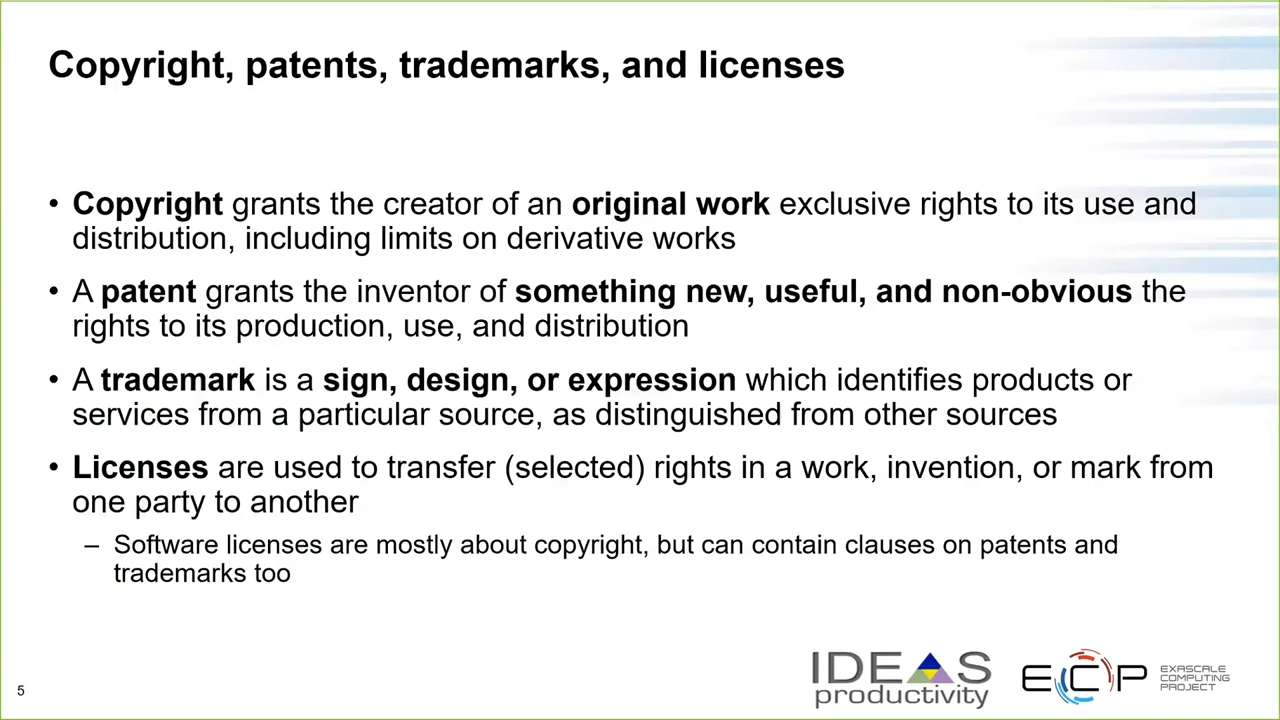 Copyright, patents, trademarks, and licenses
• Copyright grants the creator of an original work exclusive rights to its use and
distribution, including limits on derivative works
• A patent grants the inventor of something new, useful, and non-obvious the
rights to its production, use, and distribution
• A trademark is a sign, design, or expression which identifies products or
services from a particular source, as distinguished from other sources
• Licenses are used to transfer (selected) rights in a work, invention, or mark from
one party to another
– Software licenses are mostly about copyright, but can contain clauses on patents and
trademarks too
5
IDEAS
productivity
ECP
EXASCALE
COMPUTING
PROJECT